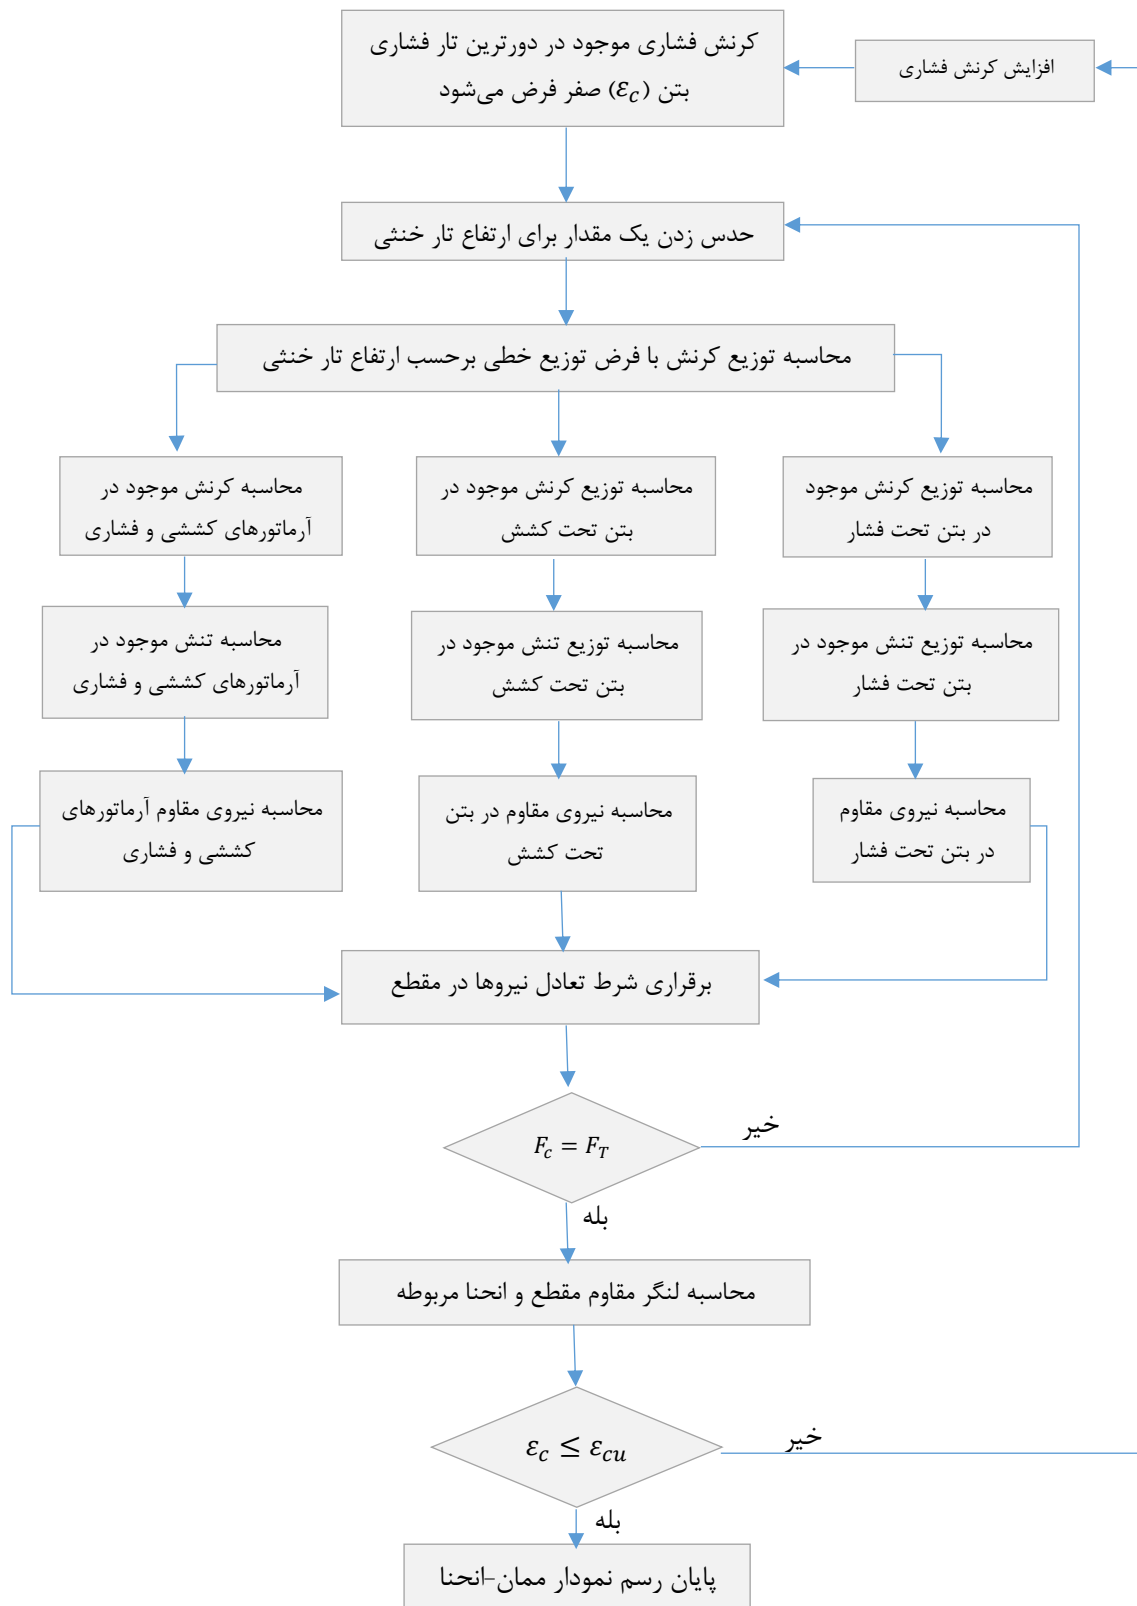 کرنش فشاری موجود در دورترین تار فشاری
بتن (εc) صفر فرض می‌شود
افزایش کرنش فشاری
حدس زدن یک مقدار برای ارتفاع تار خنثی
محاسبه توزیع کرنش با فرض توزیع خطی برحسب ارتفاع تار خنثی
محاسبه توزیع کرنش موجود
در بتن تحت فشار
محاسبه توزیع کرنش موجود در
بتن تحت کشش
محاسبه کرنش موجود در
آرماتورهای کششی و فشاری
محاسبه توزیع تنش موجود در
بتن تحت فشار
محاسبه توزیع تنش موجود در
بتن تحت کشش
محاسبه تنش موجود در
آرماتورهای کششی و فشاری
محاسبه نیروی مقاوم
در بتن تحت فشار
محاسبه نیروی مقاوم در بتن
تحت کشش
محاسبه نیروی مقاوم آرماتورهای
کششی و فشاری
برقراری شرط تعادل نیروها در مقطع
خیر
Fc = FT
بله
محاسبه لنگر مقاوم مقطع و انحنا مربوطه
خیر
εc ≤ εcu
بله
پایان رسم نمودار ممان-انحنا